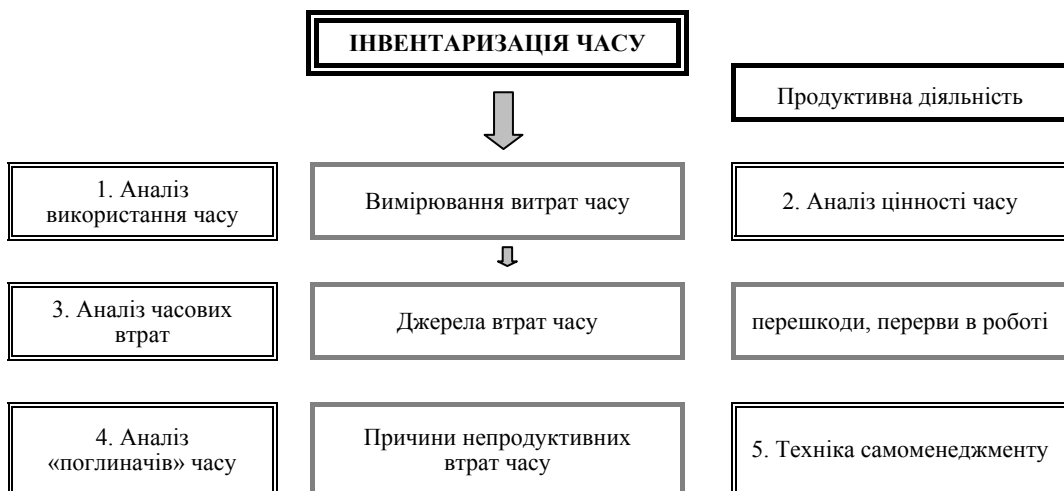 ІНВЕНТАРИЗАЦІЯ ЧАСУ
Продуктивна діяльність
1. Аналіз
використання часу
Вимірювання витрат часу
2. Аналіз цінності часу
3. Аналіз часових
втрат
Джерела втрат часу
перешкоди, перерви в роботі
4. Аналіз
«поглиначів» часу
Причини непродуктивних
втрат часу
5. Техніка самоменеджменту